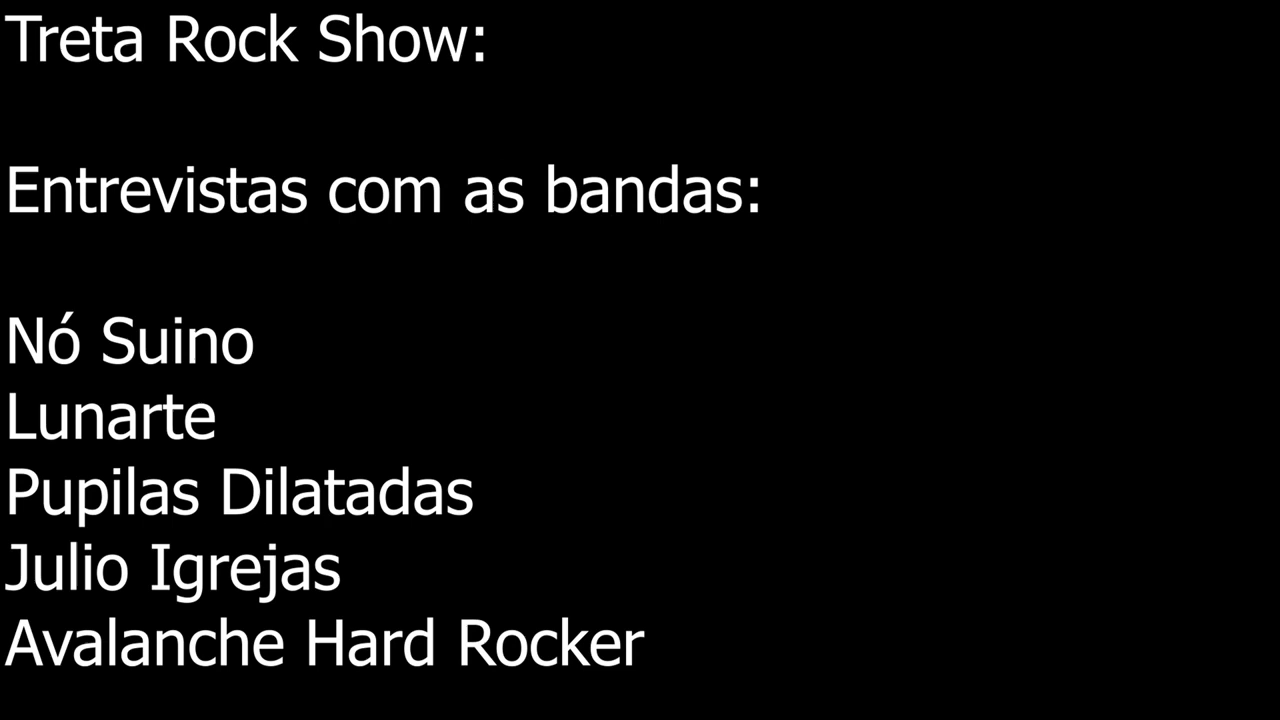 Treta Rock Show:
Entrevistas com as bandas:
Nó Suino
Lunarte
Pupilas Dilatadas
Julio Igrejas
Avalanche Hard Rocker